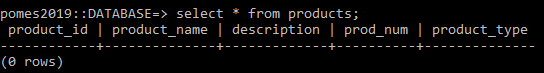 pomes2019::DATABASE=> select * from products;
 product_id | product_name | description | prod_num | product_type
------------+--------------+-------------+----------+--------------
(0 rows)